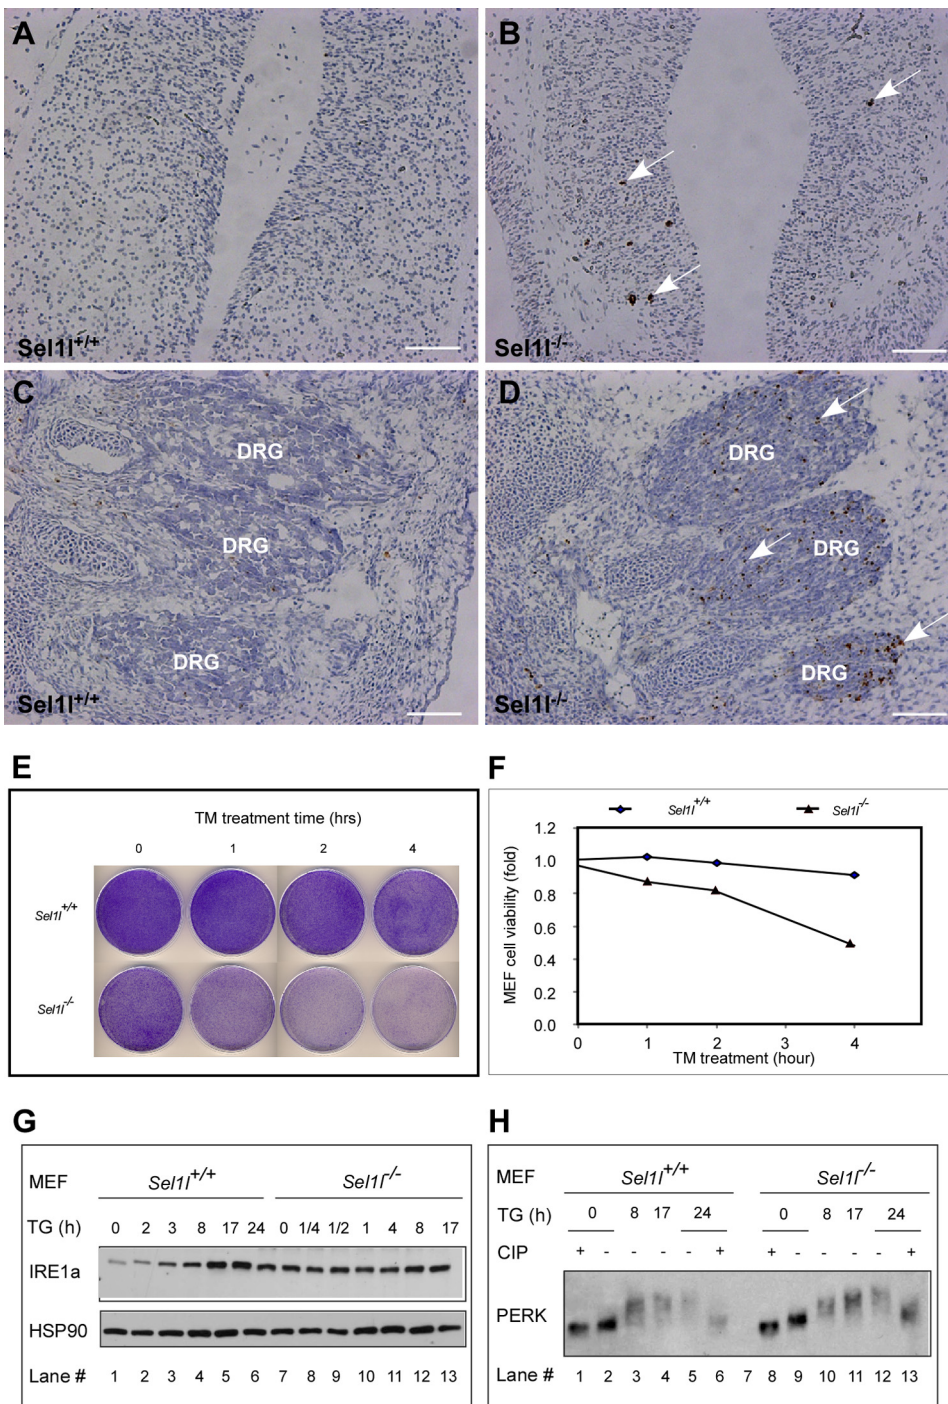 A
B
Sel1l+/+
Sel1l-/-
C
D
DRG
DRG
DRG
DRG
DRG
DRG
Sel1l+/+
Sel1l-/-
E
TM treatment time (hrs)
0 1 2 4
Sel1l+/+
Sel1l-/-
F
Sel1l+/+ Sel1l-/-
MEF cell viability (fold)
1.2
1.0
0.8
0.6
0.4
0.2
0.0
0 1 2 3 4
TM treatment (hour)
G
MEF Sel1l+/+ Sel1l-/-
TG (h) 0 2 3 8 17 24 0 1/4 1/2 1 4 8 17
IRE1a
HSP90
Lane # 1 2 3 4 5 6 7 8 9 10 11 12 13
H
MEF Sel1l+/+ Sel1l-/-
TG (h) 0 8 17 24 0 8 17 24
CIP + - - - - + + - - - - +
PERK
Lane # 1 2 3 4 5 6 7 8 9 10 11 12 13